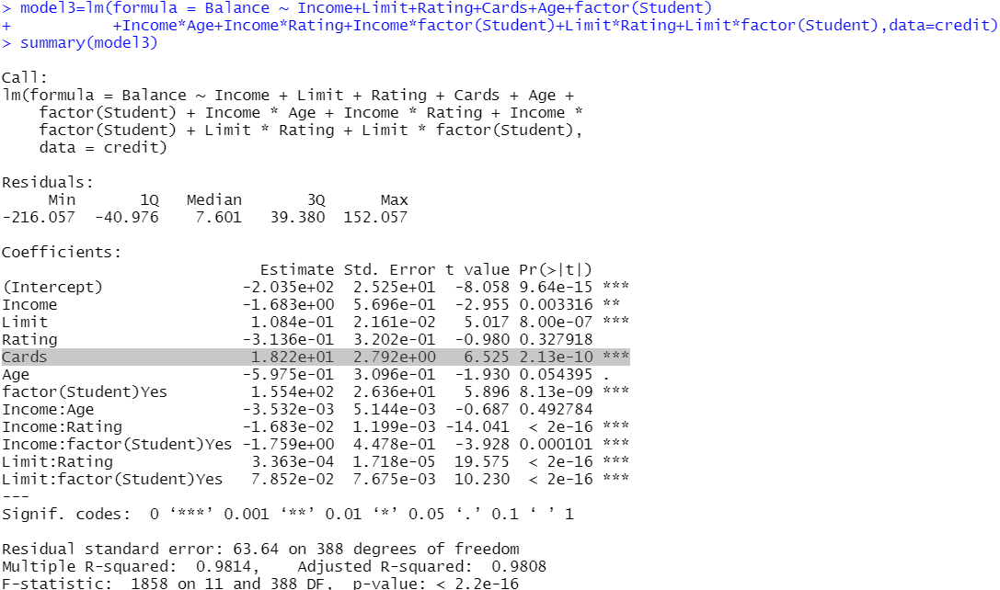 > model3=lm(formula = Balance ~ Income+Limit+Rating+Cards+Age+factor(Student)
+ +Income*Age+Income*Rating+Income*factor(Student)+Limit*Rating+Limit*factor(Student),data=credit)
> summary(model3)
Call:
lm(formula = Balance ~ Income + Limit + Rating + Cards + Age +
factor(Student) + Income * Age + Income * Rating + Income *
factor(Student) + Limit * Rating + Limit * factor(Student),
data = credit)
Residuals:
Min 1Q Median 3Q Max
-216.057 -40.976 7.601 39.380 152.057
Coefficients:
Estimate Std. Error t value Pr(>|t|)
(Intercept) -2.035e+02 2.525e+01 -8.058 9.64e-15 ***
Income -1.683e+00 5.696e-01 -2.955 0.003316 **
Limit 1.084e-01 2.161e-02 5.017 8.00e-07 ***
Rating -3.136e-01 3.202e-01 -0.980 0.327918
Cards 1.822e+01 2.792e+00 6.525 2.13e-10 ***
Age -5.975e-01 3.096e-01 -1.930 0.054395 .
factor(Student)Yes 1.554e+02 2.636e+01 5.896 8.13e-09 ***
Income:Age -3.532e-03 5.144e-03 -0.687 0.492784
Income:Rating -1.683e-02 1.199e-03 -14.041 < 2e-16 ***
Income:factor(Student)Yes -1.759e+00 4.478e-01 -3.928 0.000101 ***
Limit:Rating 3.363e-04 1.718e-05 19.575 < 2e-16 ***
Limit:factor(Student)Yes 7.852e-02 7.675e-03 10.230 < 2e-16 ***
---
Signif. codes: 0 ‘***’ 0.001 ‘**’ 0.01 ‘*’ 0.05 ‘.’ 0.1 ‘ ’ 1
Residual standard error: 63.64 on 388 degrees of freedom
Multiple R-squared: 0.9814, Adjusted R-squared: 0.9808
F-statistic: 1858 on 11 and 388 DF, p-value: < 2.2e-16